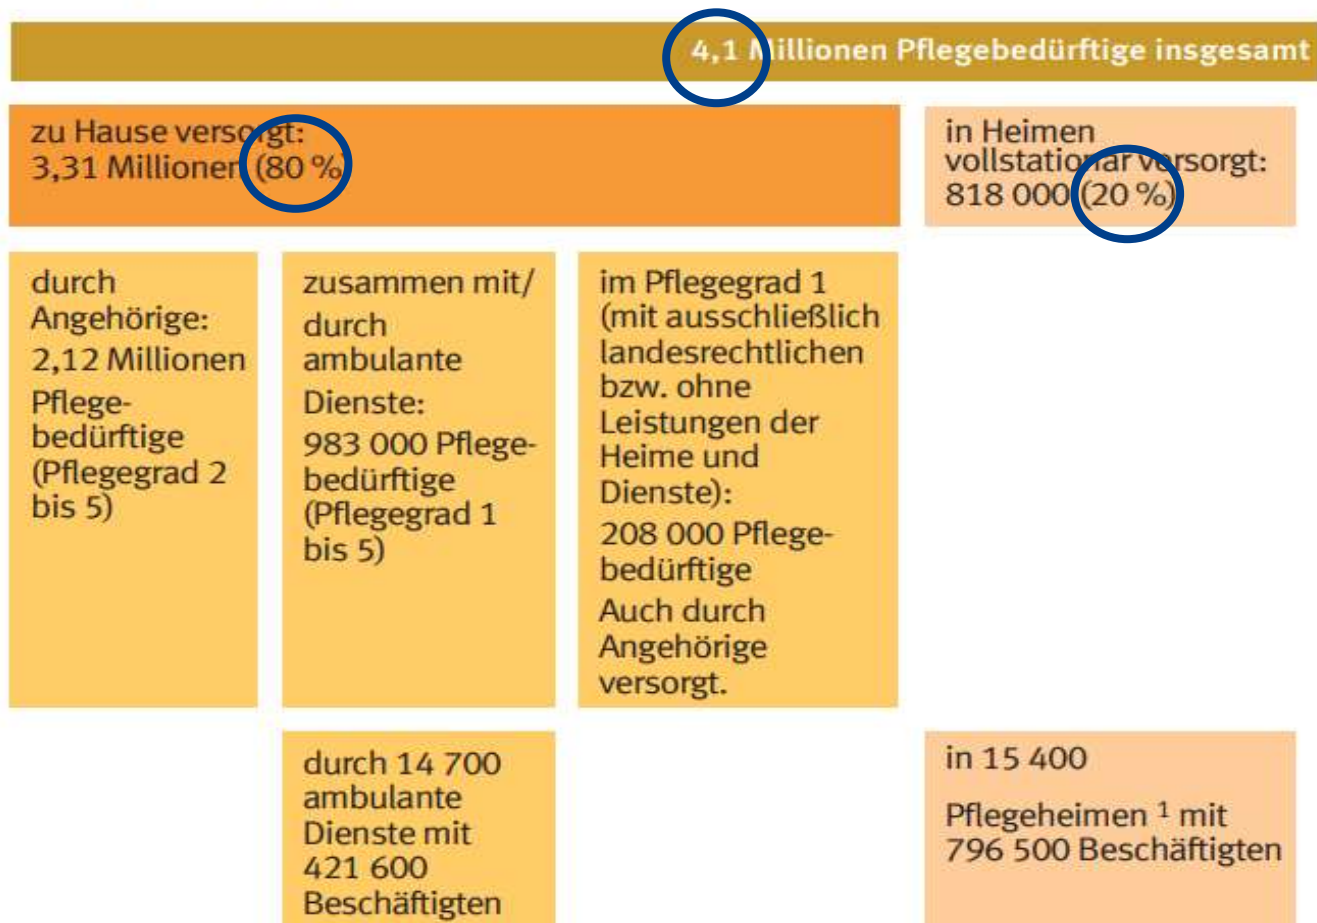 4,1 Millionen Pflegebedürftige insgesamt
zu Hause versorgt:
3,31 Millionen (80 %)
in Heimen
vollstationär versorgt:
818 000 (20 %)
durch
Angehörige:
2,12 Millionen
Pflege-
bedürftige
(Pflegegrad 2
bis 5)
zusammen mit/
durch
ambulante
Dienste:
983 000 Pflege-
bedürftige
(Pflegegrad 1
bis 5)
im Pflegegrad 1
(mit ausschließlich
landesrechtlichen
bzw. ohne
Leistungen der
Heime und
Dienste):
208 000 Pflege-
bedürftige
Auch durch
Angehörige
versorgt.
durch 14 700
ambulante
Dienste mit
421 600
Beschäftigten
in 15 400
Pflegeheimen 1 mit
796 500 Beschäftigten